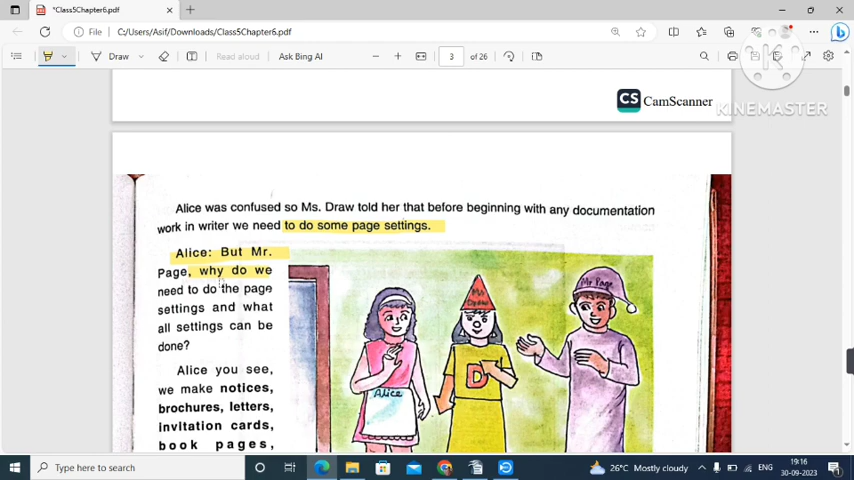 Class5Chapter6.pdf
File
C:/Users/Asif/Downloads/Class5Chapter6.pdf
Draw
Read aloud
Ask Bing AI
3
of 26
KINEMASTER
CS CamScanner
Alice was confused so Ms. Draw told her that before beginning with any documentation
work in writer we need to do some page settings.
Alice: But Mr.
Page, why do we
need to do the page
settings and what
all settings can be
done?
Alice you see,
we make notices,
brochures, letters,
invitation cards,
book pages,
Ms
Draw
Mr Page
D
Alice
Type here to search
26°C Mostly cloudy
ENG
19:16
30-09-2023